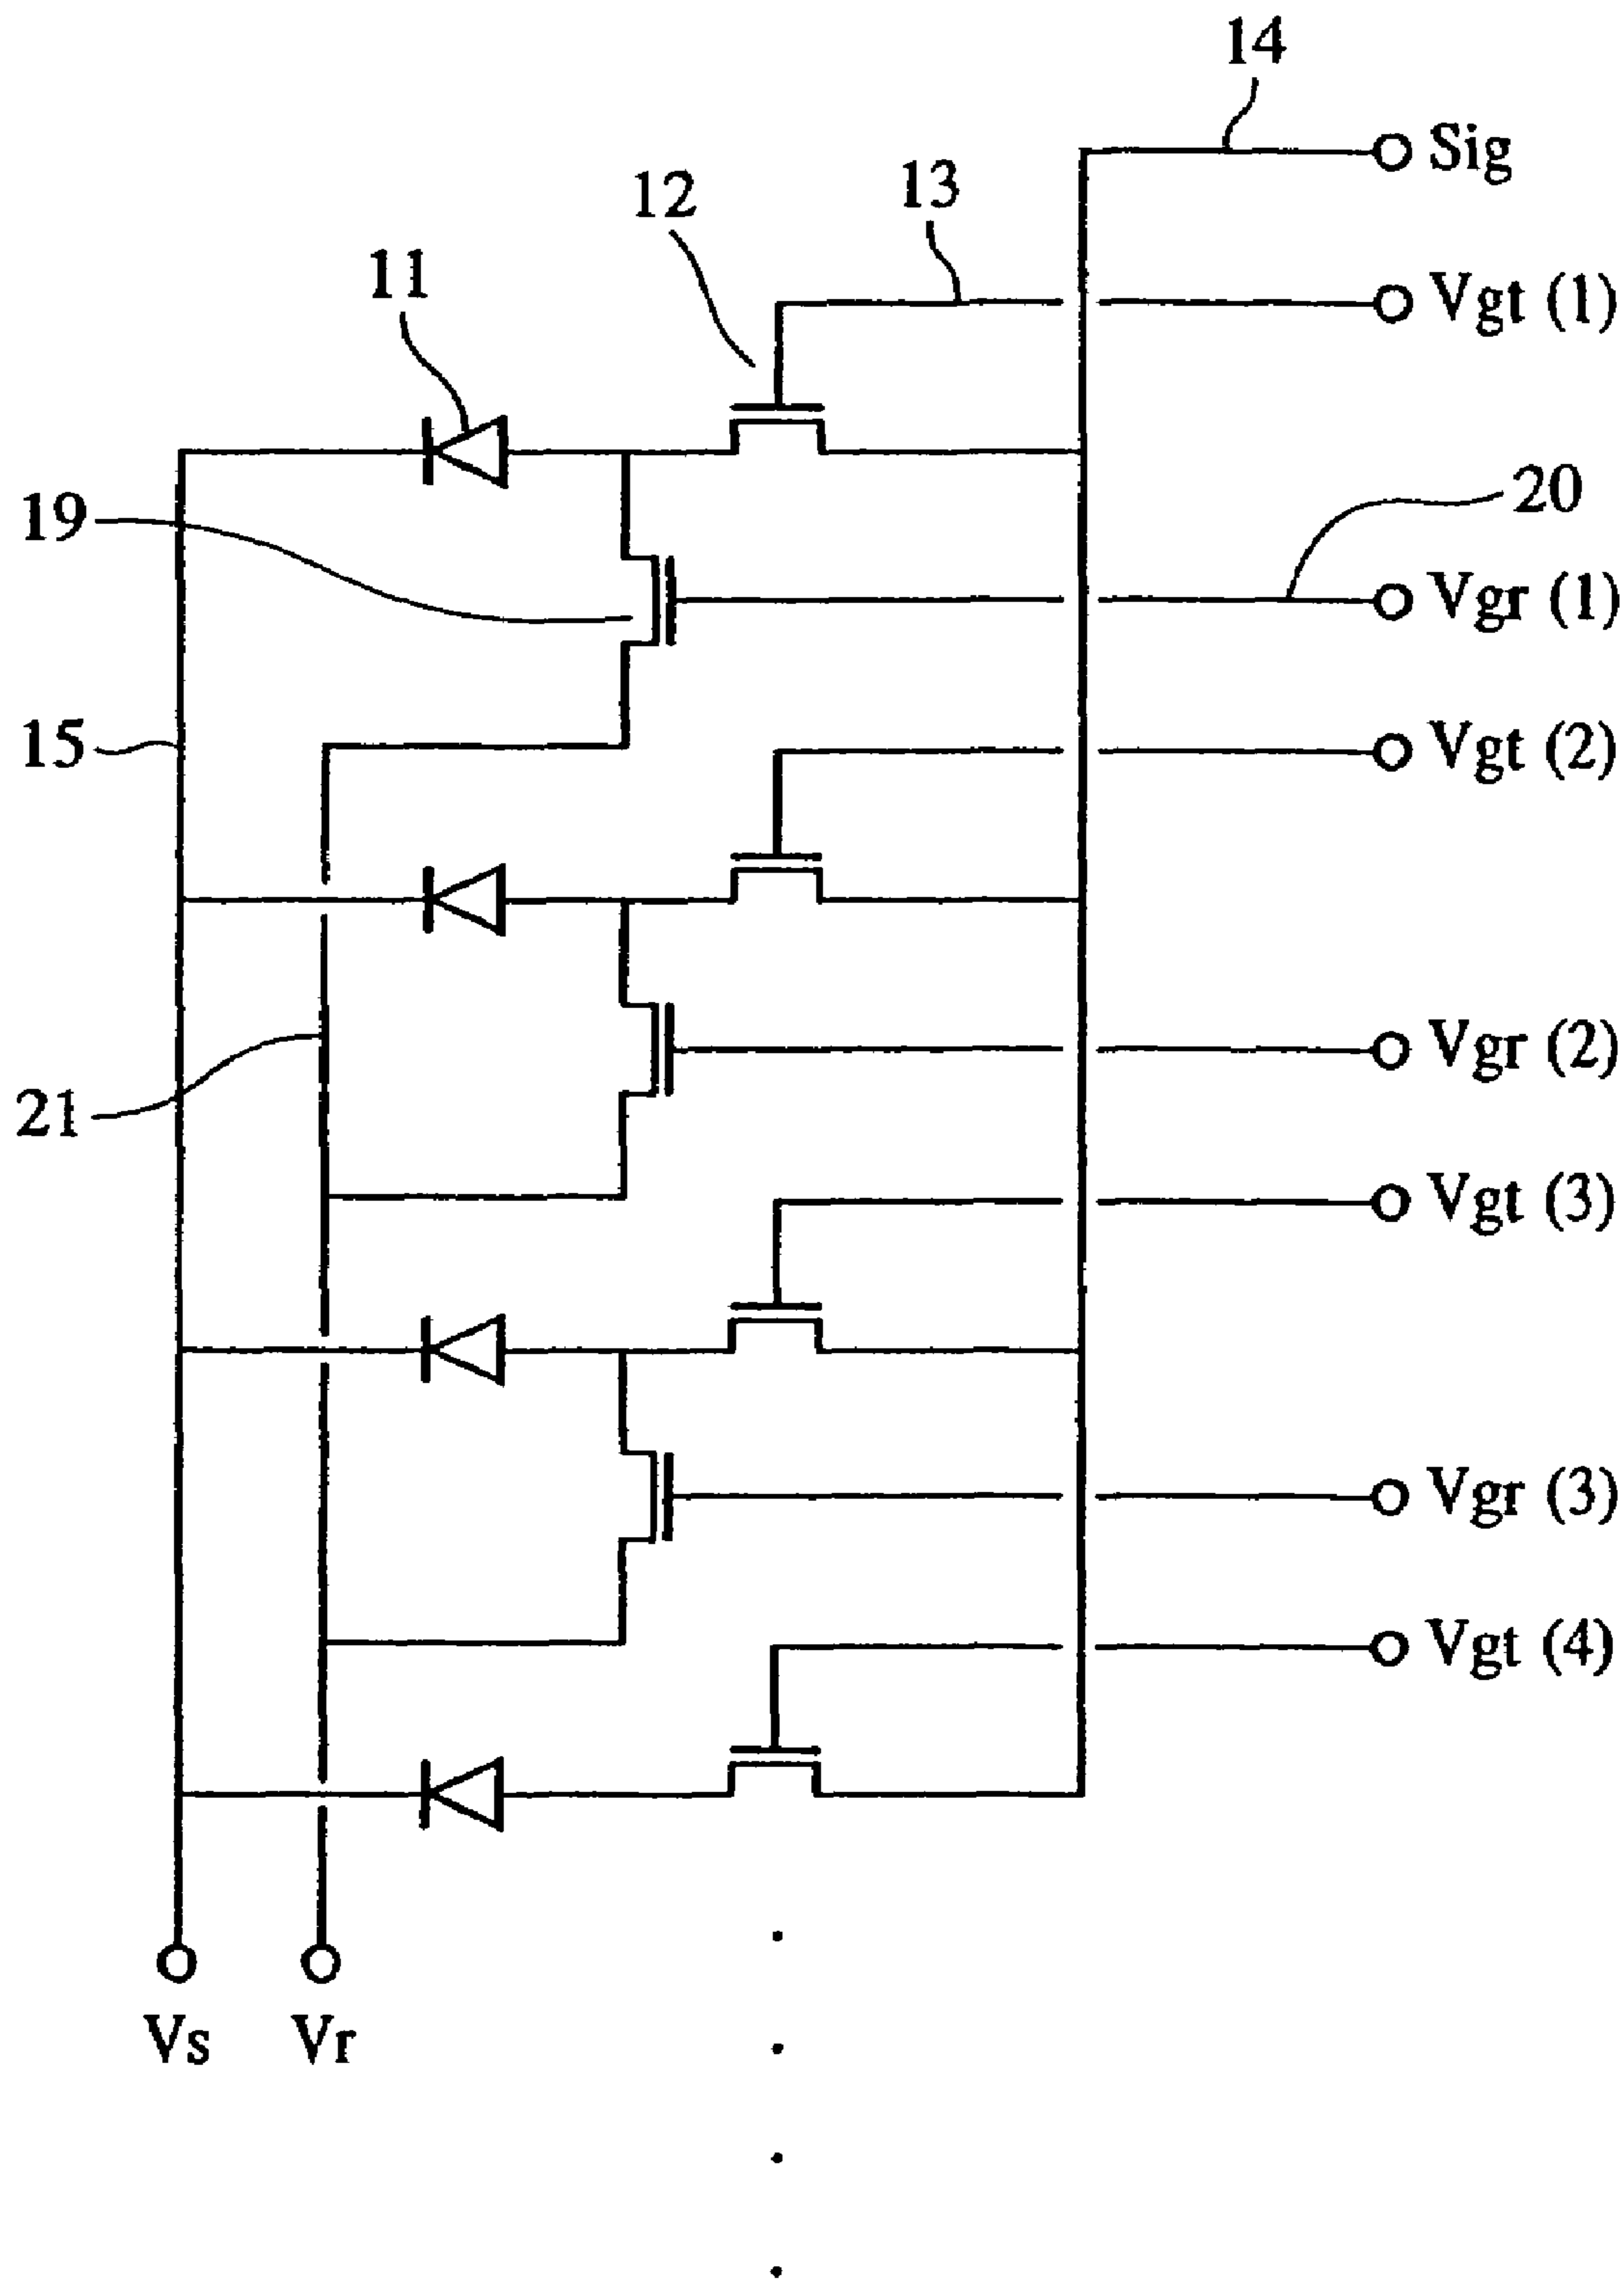 14
Sig
13
12
Vgt (1)
11
20
19
Vgr (1)
15
Vgt (2)
Vgr (2)
21
Vgt (3)
Vgr (3)
Vgt (4)
Vs
Vr